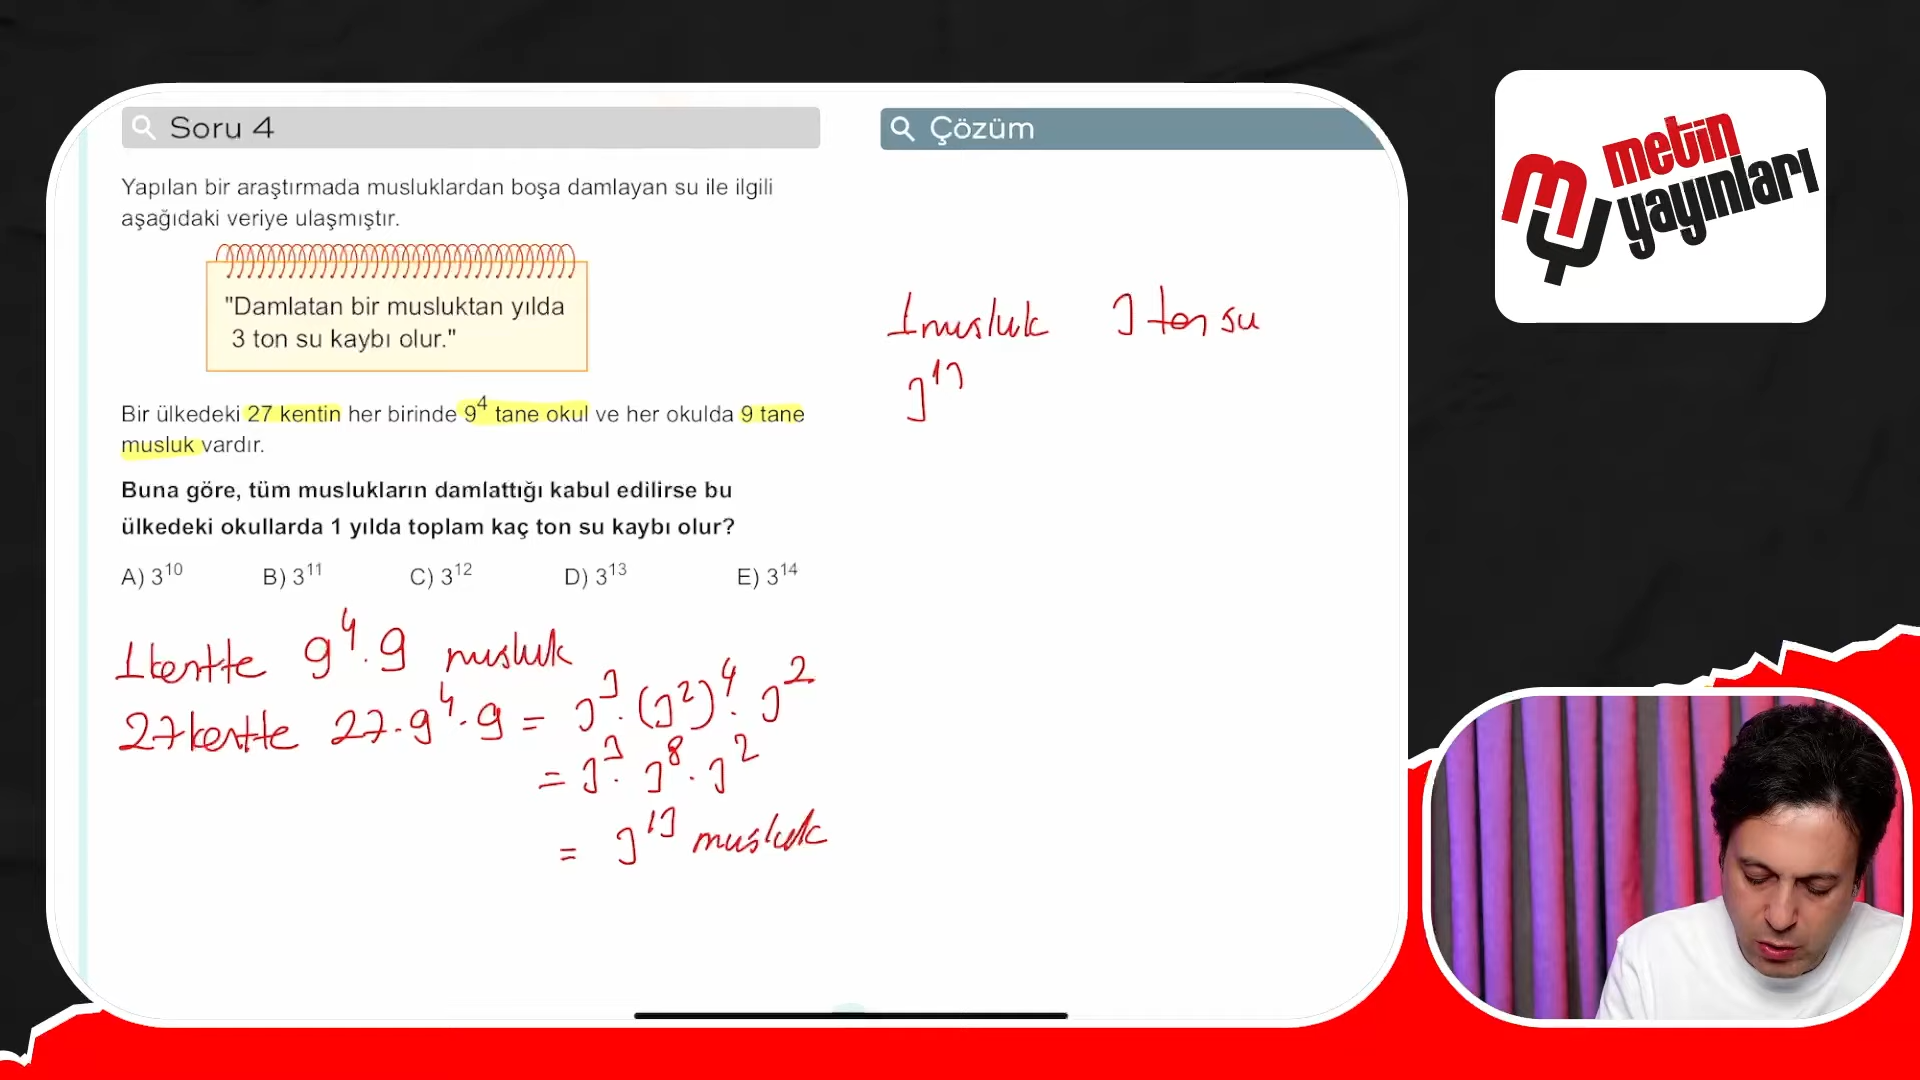 Soru 4
Yapılan bir araştırmada musluklardan boşa damlayan su ile ilgili
aşağıdaki veriye ulaşmıştır.
"Damlatan bir musluktan yılda
3 ton su kaybı olur."
Bir ülkedeki 27 kentin her birinde 9⁴ tane okul ve her okulda 9 tane
musluk vardır.
Buna göre, tüm muslukların damlattığı kabul edilirse bu
ülkedeki okullarda 1 yılda toplam kaç ton su kaybı olur?
A) 3¹⁰ B) 3¹¹ C) 3¹² D) 3¹³ E) 3¹⁴
1 kentte 9⁴ . 9 musluk
27 kentte 27 . 9⁴ . 9 = 3³ . (3²)⁴ . 3²
= 3³ . 3⁸ . 3²
= 3¹³ musluk
Çözüm
1 musluk 3 ton su
3¹³
metin
yayınları